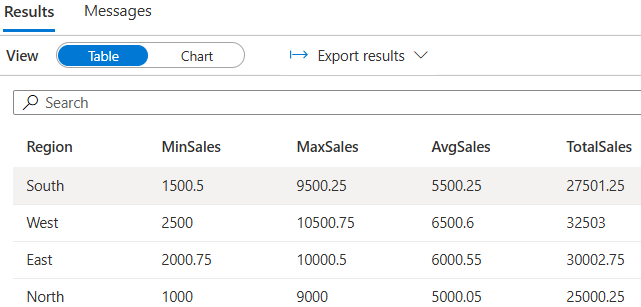 Results Messages
View Table Chart Export results
Search
Region MinSales MaxSales AvgSales TotalSales
South 1500.5 9500.25 5500.25 27501.25
West 2500 10500.75 6500.6 32503
East 2000.75 10000.5 6000.55 30002.75
North 1000 9000 5000.05 25000.25